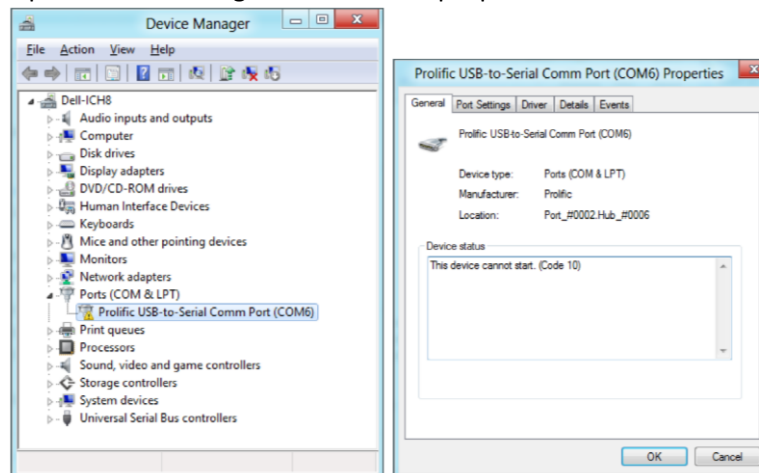 Device Manager
File Action View Help
Dell-ICH8
Audio inputs and outputs
Computer
Disk drives
Display adapters
DVD/CD-ROM drives
Human Interface Devices
Keyboards
Mice and other pointing devices
Monitors
Network adapters
Ports (COM & LPT)
Prolific USB-to-Serial Comm Port (COM6)
Print queues
Processors
Sound, video and game controllers
Storage controllers
System devices
Universal Serial Bus controllers
Prolific USB-to-Serial Comm Port (COM6) Properties
General Port Settings Driver Details Events
Prolific USB-to-Serial Comm Port (COM6)
Device type: Ports (COM & LPT)
Manufacturer: Prolific
Location: Port_#0002.Hub_#0006
Device status
This device cannot start. (Code 10)
OK Cancel